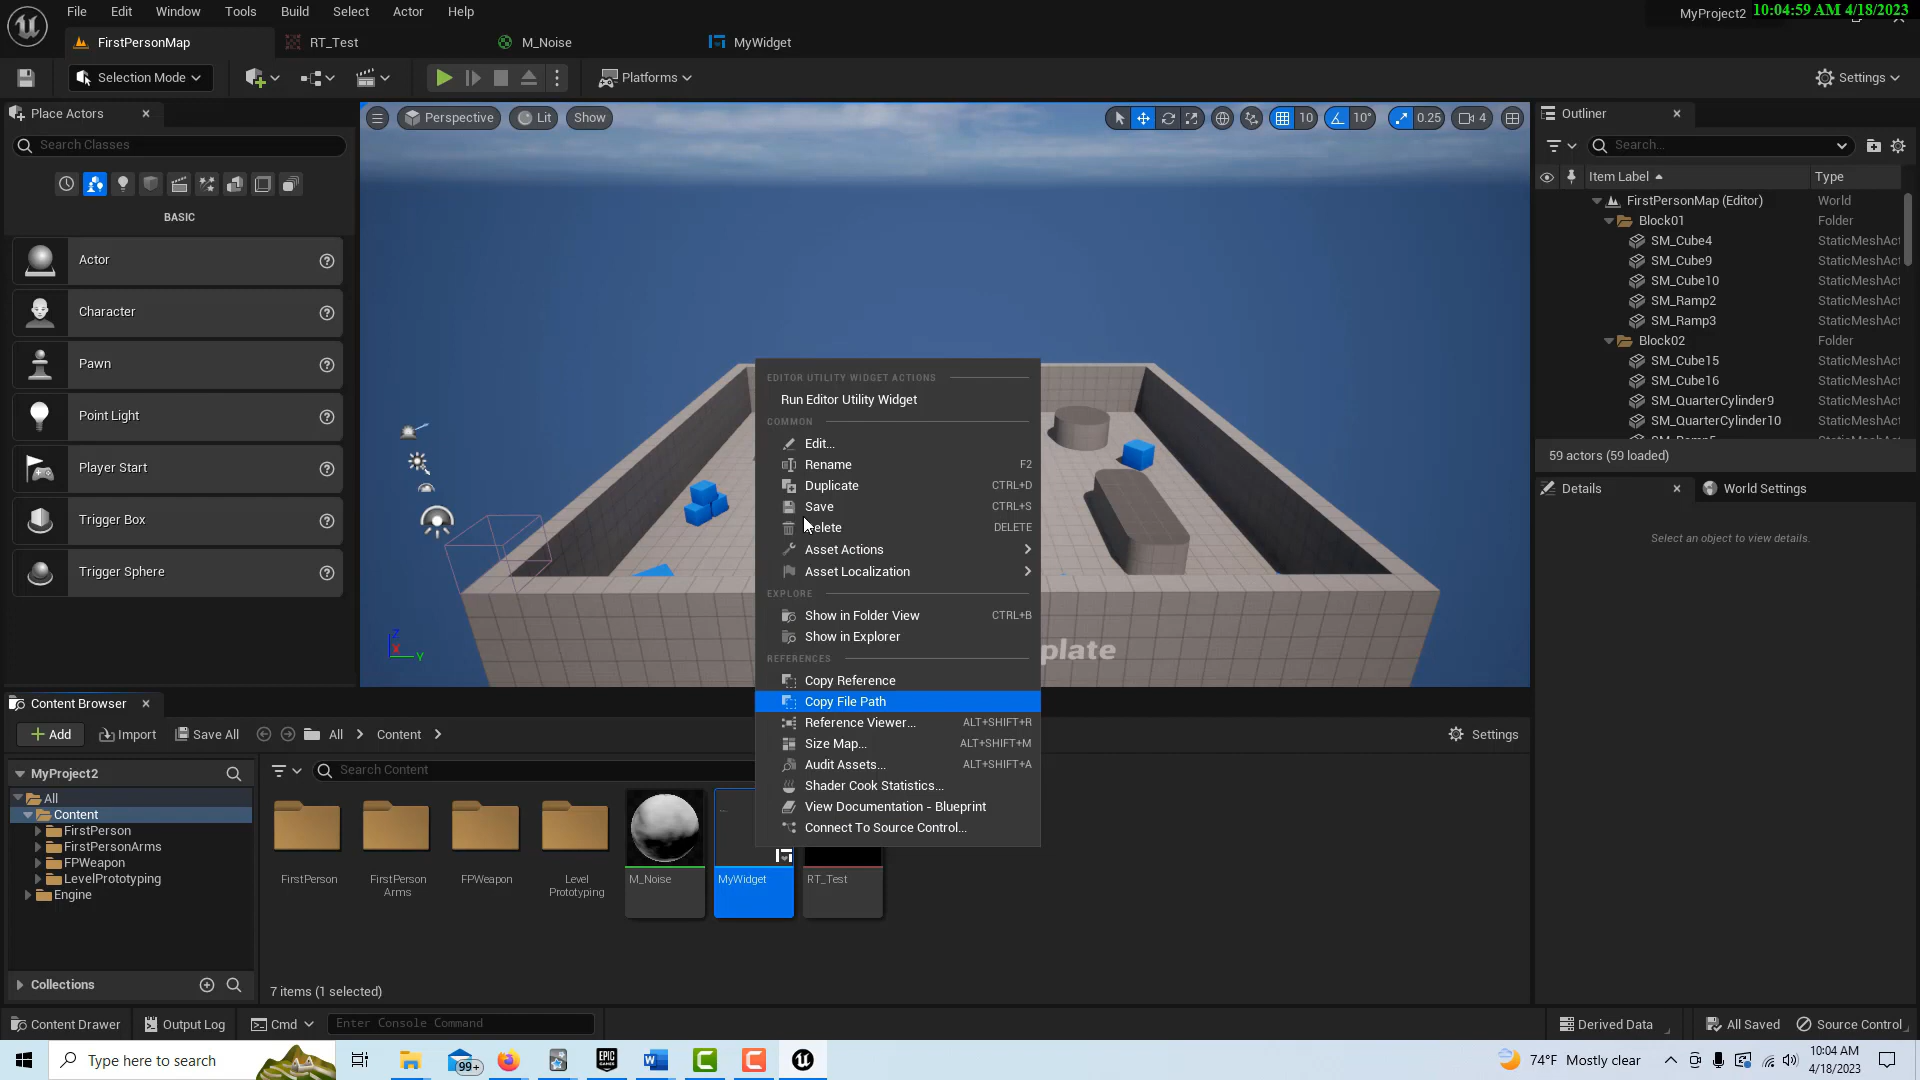 File Edit Window Tools Build Select Actor Help
MyProject2
10:04:59 AM 4/18/2023
FirstPersonMap RT_Test M_Noise MyWidget
Selection Mode Platforms Settings
Place Actors
Search Classes
BASIC
Actor
Character
Pawn
Point Light
Player Start
Trigger Box
Trigger Sphere
Perspective Lit Show
10 10° 0.25 4
plate
EDITOR UTILITY WIDGET ACTIONS
Run Editor Utility Widget
COMMON
Edit...
Rename F2
Duplicate CTRL+D
Save CTRL+S
Delete DELETE
Asset Actions
Asset Localization
EXPLORE
Show in Folder View CTRL+B
Show in Explorer
REFERENCES
Copy Reference
Copy File Path
Reference Viewer... ALT+SHIFT+R
Size Map... ALT+SHIFT+M
Audit Assets... ALT+SHIFT+A
Shader Cook Statistics...
View Documentation - Blueprint
Connect To Source Control...
Outliner
Search...
Item Label Type
FirstPersonMap (Editor) World
Block01 Folder
SM_Cube4 StaticMeshAct
SM_Cube9 StaticMeshAct
SM_Cube10 StaticMeshAct
SM_Ramp2 StaticMeshAct
SM_Ramp3 StaticMeshAct
Block02 Folder
SM_Cube15 StaticMeshAct
SM_Cube16 StaticMeshAct
SM_QuarterCylinder9 StaticMeshAct
SM_QuarterCylinder10 StaticMeshAct
59 actors (59 loaded)
Details World Settings
Select an object to view details.
Content Browser
Add Import Save All All Content Settings
MyProject2
All
Content
FirstPerson
FirstPersonArms
FPWeapon
LevelPrototyping
Engine
Collections
Search Content
FirstPerson
FirstPerson
Arms
FPWeapon
Level
Prototyping
M_Noise
MyWidget
RT_Test
7 items (1 selected)
Content Drawer Output Log Cmd Enter Console Command Derived Data All Saved Source Control
Type here to search
99+
74°F Mostly clear
10:04 AM
4/18/2023